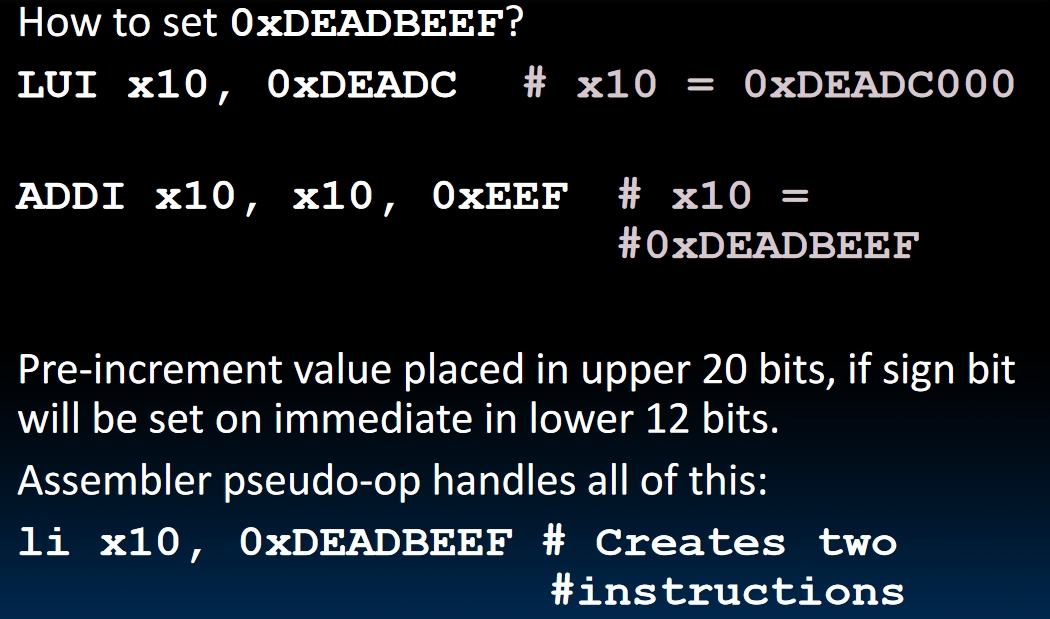 How to set 0xDEADBEEF?
LUI x10, 0xDEADC # x10 = 0xDEADC000
ADDI x10, x10, 0xEEF # x10 =
#0xDEADBEEF
Pre-increment value placed in upper 20 bits, if sign bit
will be set on immediate in lower 12 bits.
Assembler pseudo-op handles all of this:
li x10, 0xDEADBEEF # Creates two
#instructions